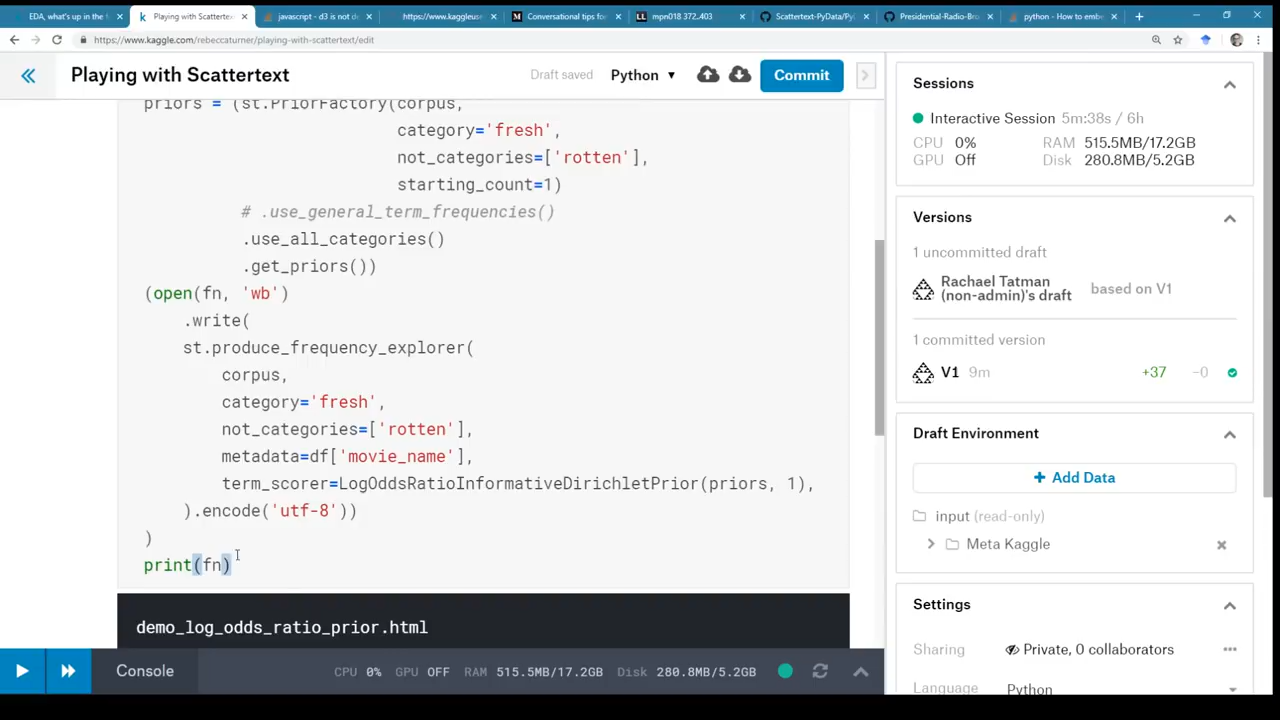 EDA, what's up in the
Playing with Scattertext
javascript - d3 is not de
https://www.kaggleuse
Conversational tips for
mpn018 372..403
Scattertext-PyData/Py
Presidential-Radio-Bro
python - How to embe
https://www.kaggle.com/rebeccaturner/playing-with-scattertext/edit
Playing with Scattertext
Draft saved
Python
Commit
priors = (st.PriorFactory(corpus,
category='fresh',
not_categories=['rotten'],
starting_count=1)
# .use_general_term_frequencies()
.use_all_categories()
.get_priors())
(open(fn, 'wb')
.write(
st.produce_frequency_explorer(
corpus,
category='fresh',
not_categories=['rotten'],
metadata=df['movie_name'],
term_scorer=LogOddsRatioInformativeDirichletPrior(priors, 1),
).encode('utf-8'))
)
print(fn)
demo_log_odds_ratio_prior.html
Console
CPU 0% GPU OFF RAM 515.5MB/17.2GB Disk 280.8MB/5.2GB
Sessions
Interactive Session 5m:38s / 6h
CPU 0% RAM 515.5MB/17.2GB
GPU Off Disk 280.8MB/5.2GB
Versions
1 uncommitted draft
Rachael Tatman
(non-admin)'s draft
based on V1
1 committed version
V1 9m +37 −0
Draft Environment
+ Add Data
input (read-only)
Meta Kaggle
Settings
Sharing Private, 0 collaborators
Language Python